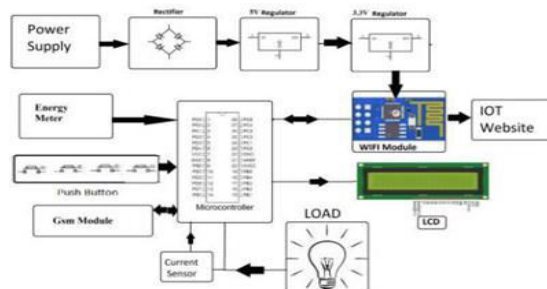 Power
Supply
Rectifier
5V Regulator
3.3V Regulator
Energy
Meter
WIFI Module
IOT
Website
Push Button
Gsm Module
Microcontroller
LOAD
LCD
Current
Sensor